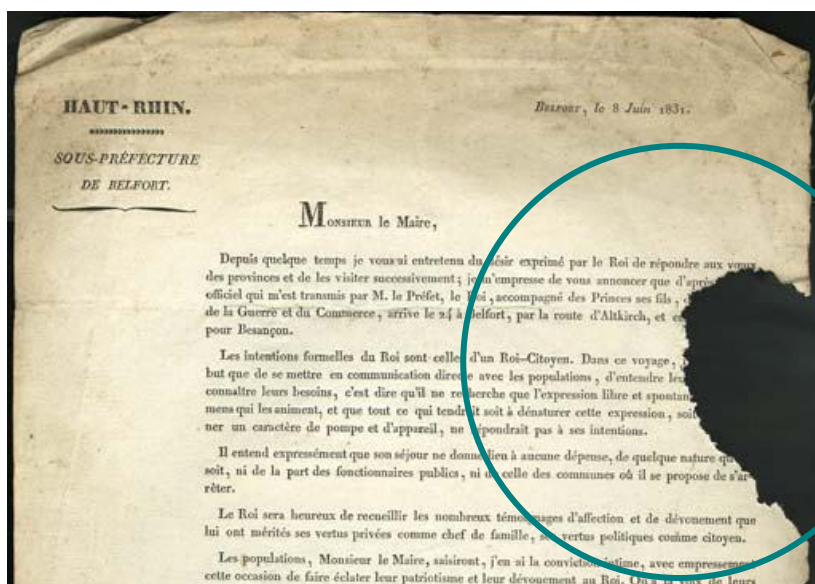 HAUT-RHIN.
BELFORT, le 8 Juin 1831.
SOUS-PRÉFECTURE
DE BELFORT.
MONSIEUR le Maire,
Depuis quelque temps je vous ai entretenu du désir exprimé par le Roi de répondre aux vœux
des provinces et de les visiter successivement; je m'empresse de vous annoncer que d'après
officiel qui m'est transmis par M. le Préfet, le Roi, accompagné des Princes ses fils,
de la Guerre et du Commerce, arrive le 24 à Belfort, par la route d'Altkirch, et
pour Besançon.
Les intentions formelles du Roi sont celles d'un Roi-Citoyen. Dans ce voyage,
but que de se mettre en communication directe avec les populations, d'entendre
connaître leurs besoins, c'est dire qu'il ne recherche que l'expression libre et
mens qui les animent, et que tout ce qui tendrait soit à dénaturer cette expression,
ner un caractère de pompe et d'appareil, ne répondrait pas à ses intentions.
Il entend expressément que son séjour ne donne lieu à aucune dépense, de quelque nature
soit, ni de la part des fonctionnaires publics, ni de celle des communes où il se propose de s'ar-
rêter.
Le Roi sera heureux de recueillir les nombreux témoignages d'affection et de dévouement que
lui ont mérités ses vertus privées comme chef de famille, ses vertus politiques comme citoyen.
Les populations, Monsieur le Maire, saisiront, j'en ai la conviction intime, avec empressement
cette occasion de faire éclater leur patriotisme et leur dévouement au Roi. de leurs